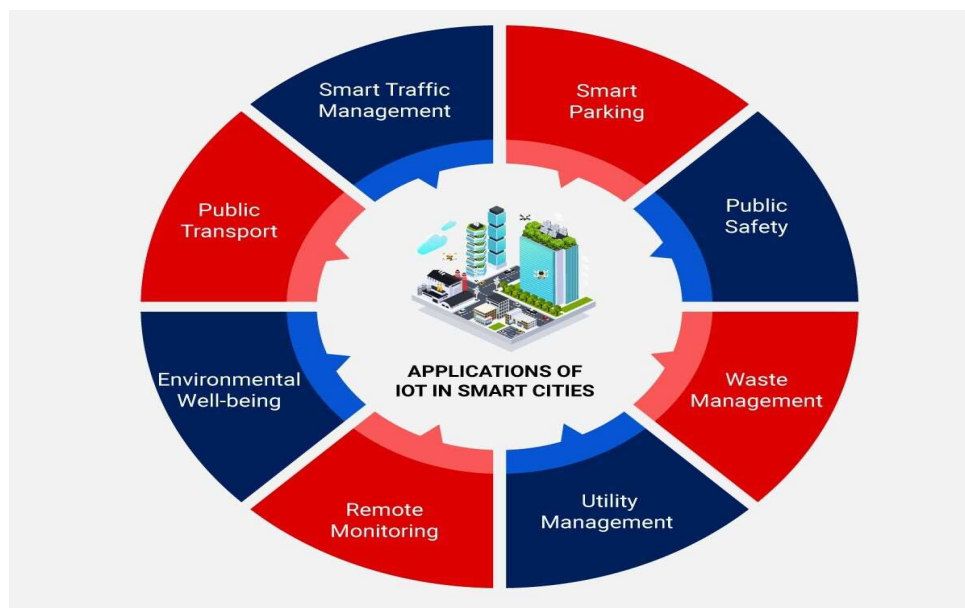 Smart Traffic
Management
Smart
Parking
Public
Safety
Waste
Management
Utility
Management
Remote
Monitoring
Environmental
Well-being
Public
Transport
APPLICATIONS OF
IOT IN SMART CITIES